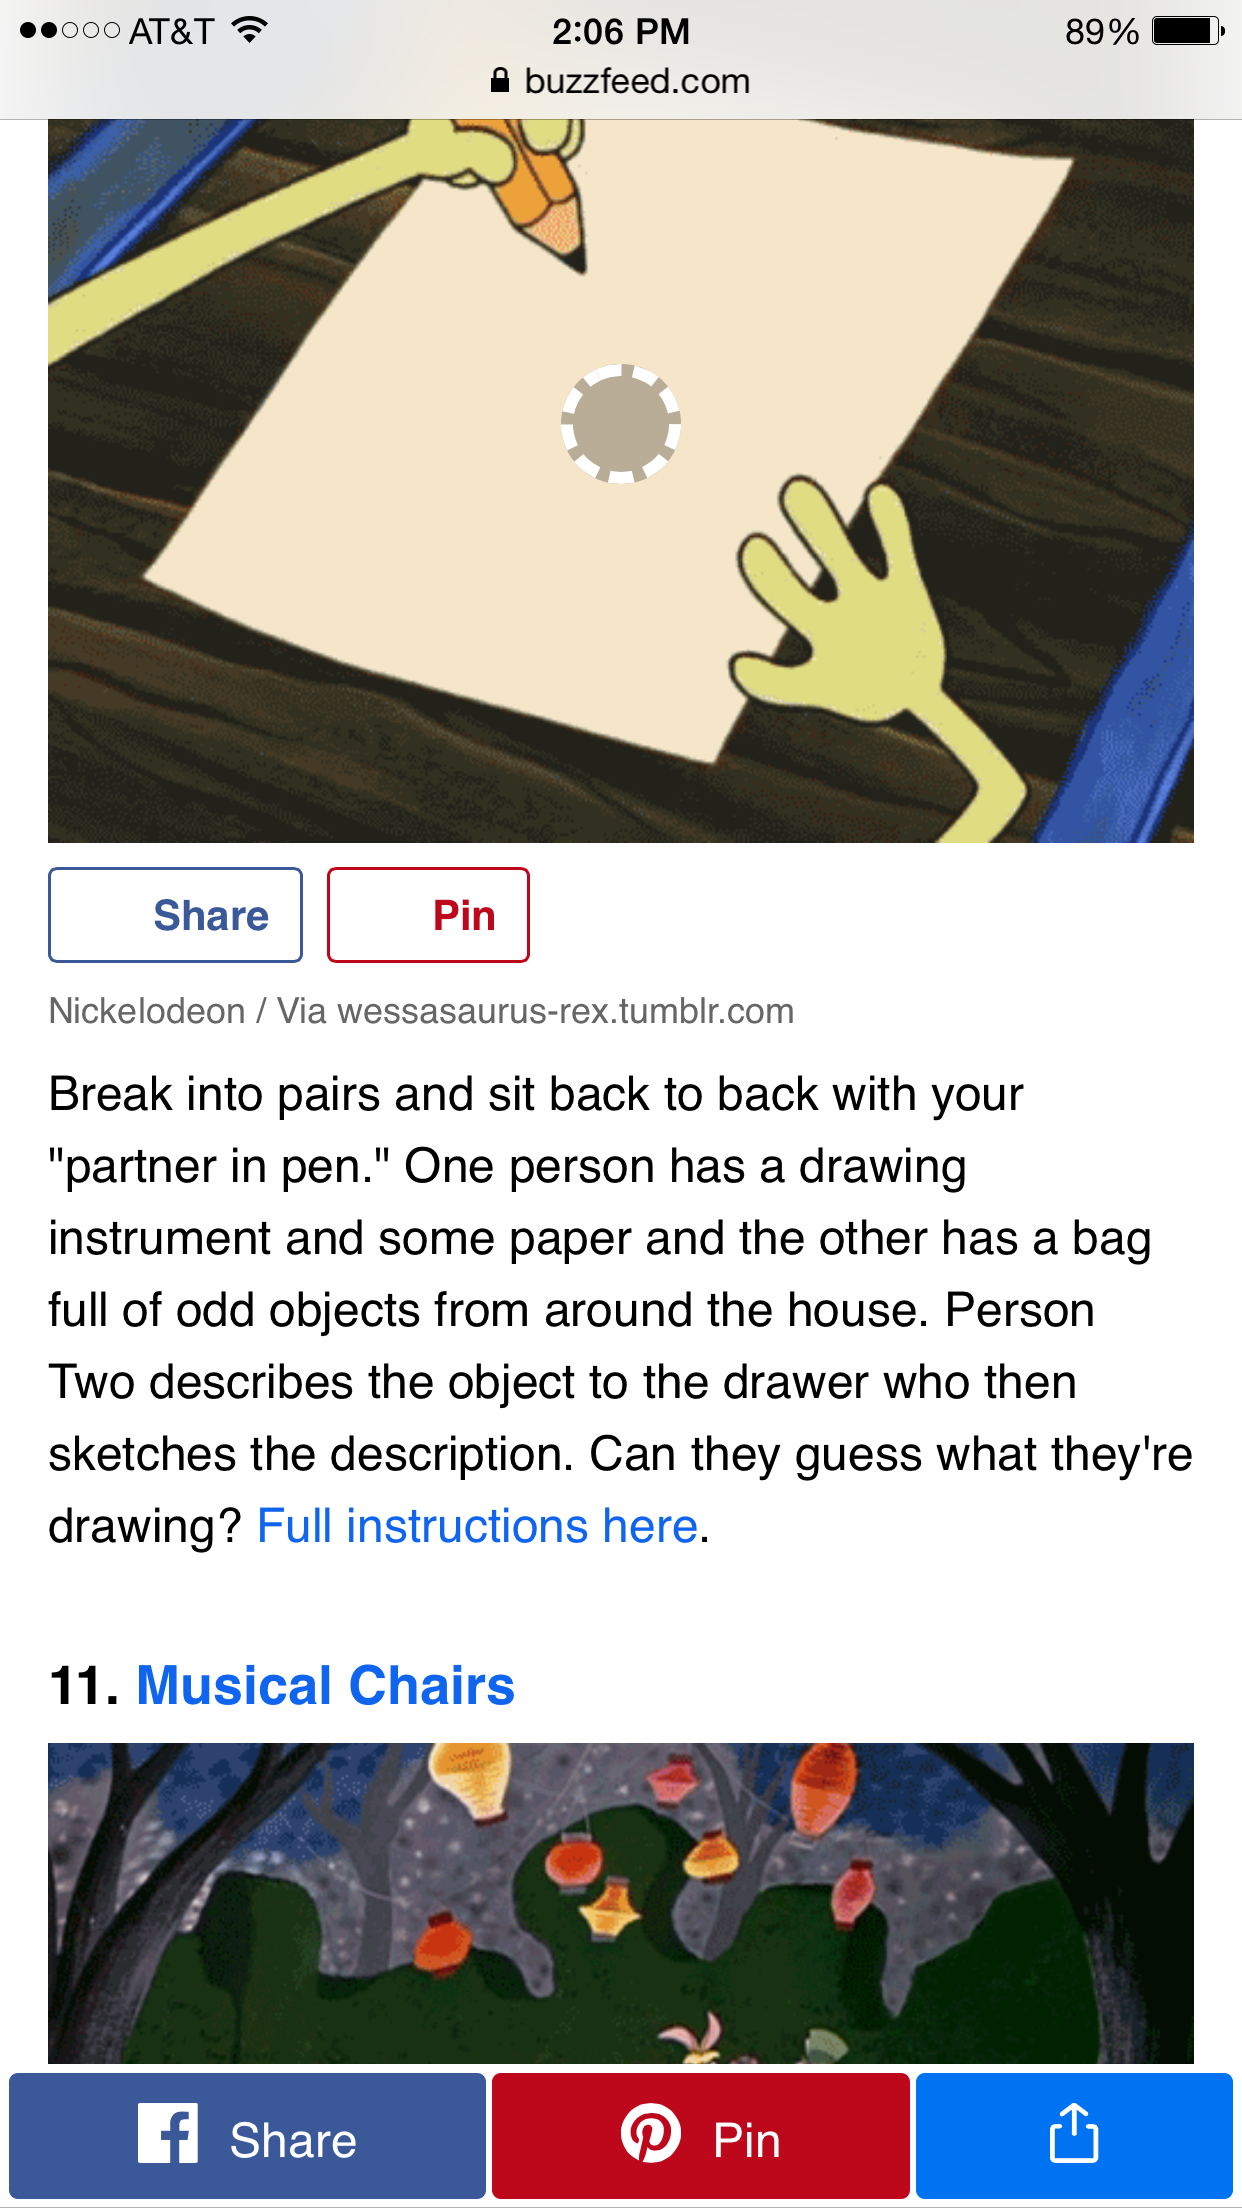 AT&T 2:06 PM 89%
buzzfeed.com
Share Pin
Nickelodeon / Via wessasaurus-rex.tumblr.com
Break into pairs and sit back to back with your
"partner in pen." One person has a drawing
instrument and some paper and the other has a bag
full of odd objects from around the house. Person
Two describes the object to the drawer who then
sketches the description. Can they guess what they're
drawing? Full instructions here.
11. Musical Chairs
Share Pin